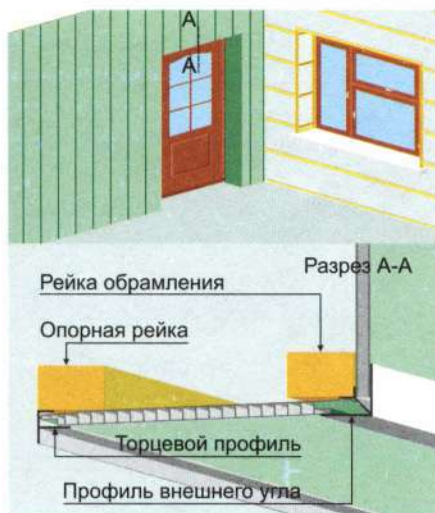 А
А
Разрез А-А
Рейка обрамления
Опорная рейка
Торцевой профиль
Профиль внешнего угла